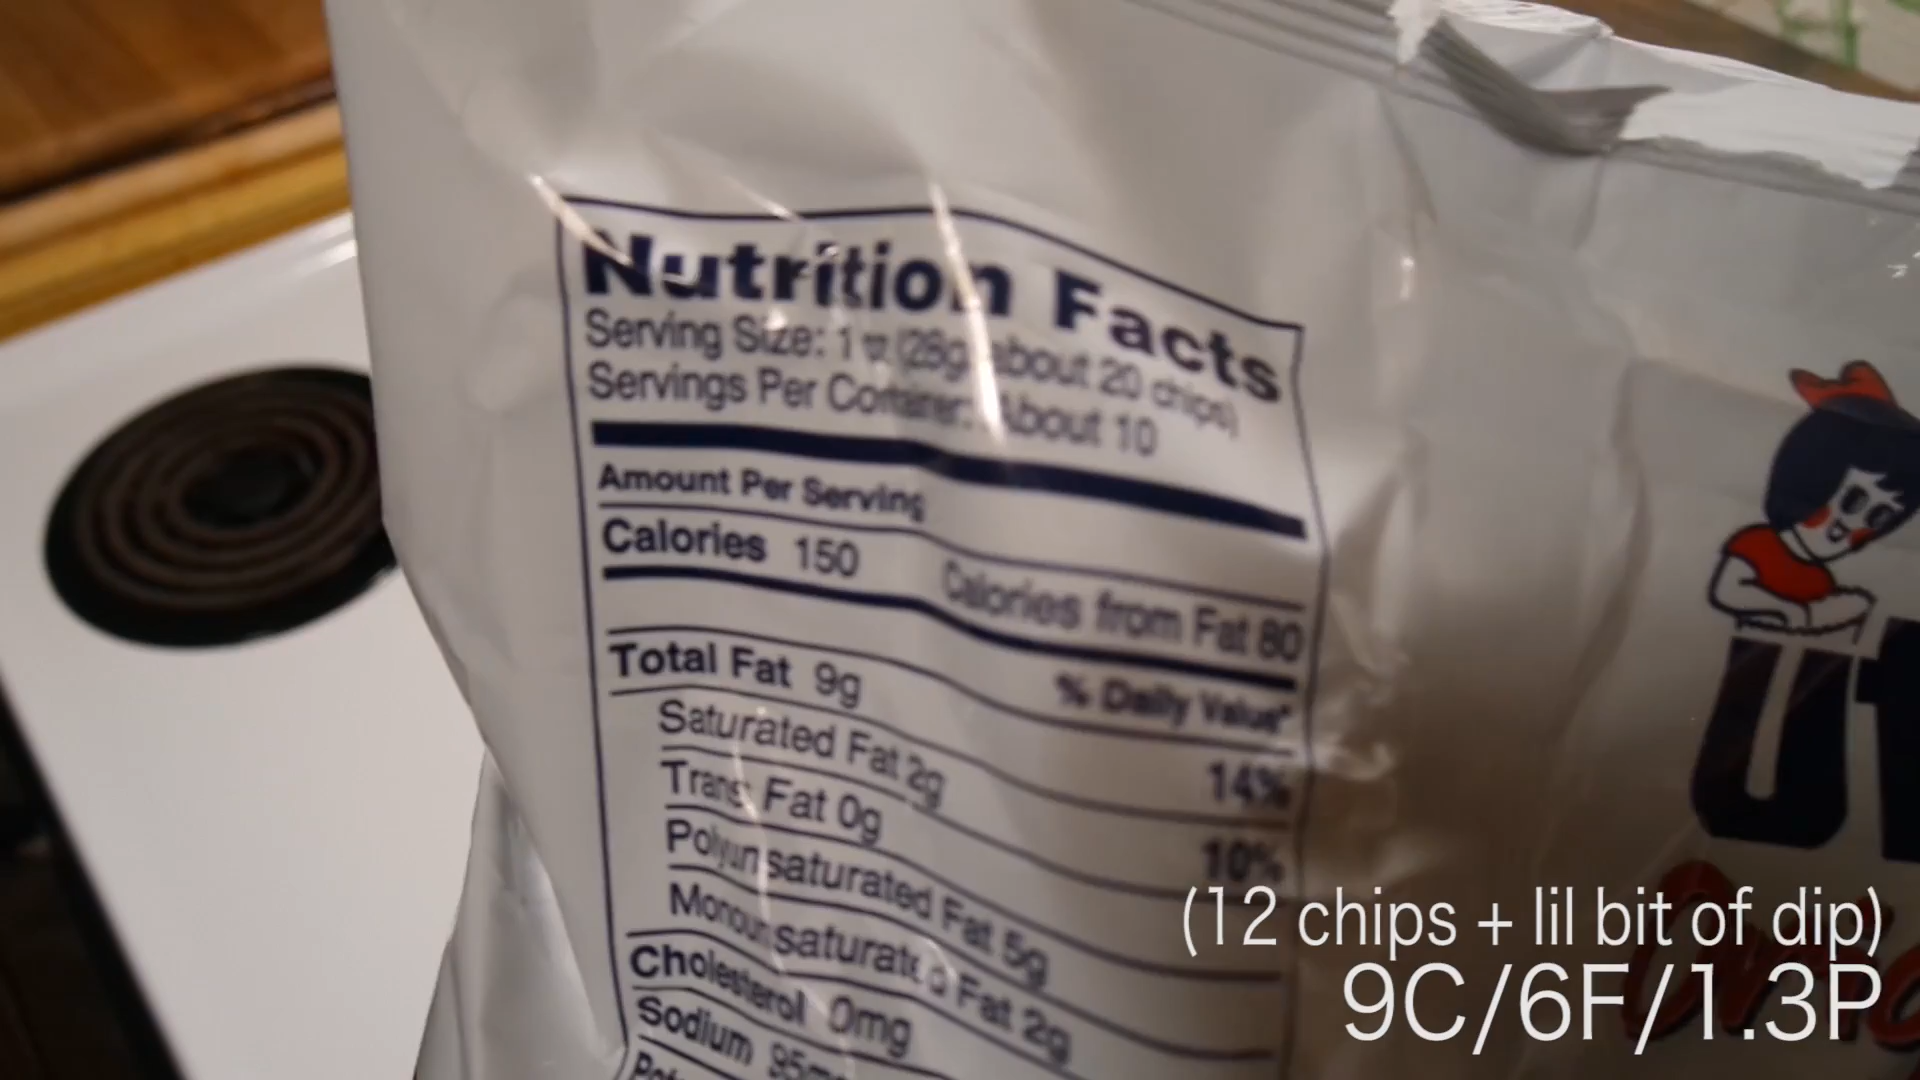 Nutrition Facts
Serving Size: 1 oz (28g about 20 chips)
Servings Per Container: About 10
Amount Per Serving
Calories 150 Calories from Fat 80
% Daily Value*
Total Fat 9g 14%
Saturated Fat 2g 10%
Trans Fat 0g
Polyunsaturated Fat 5g
Monounsaturated Fat 2g
Cholesterol 0mg
Sodium 95m
(12 chips + lil bit of dip)
9C/6F/1.3P